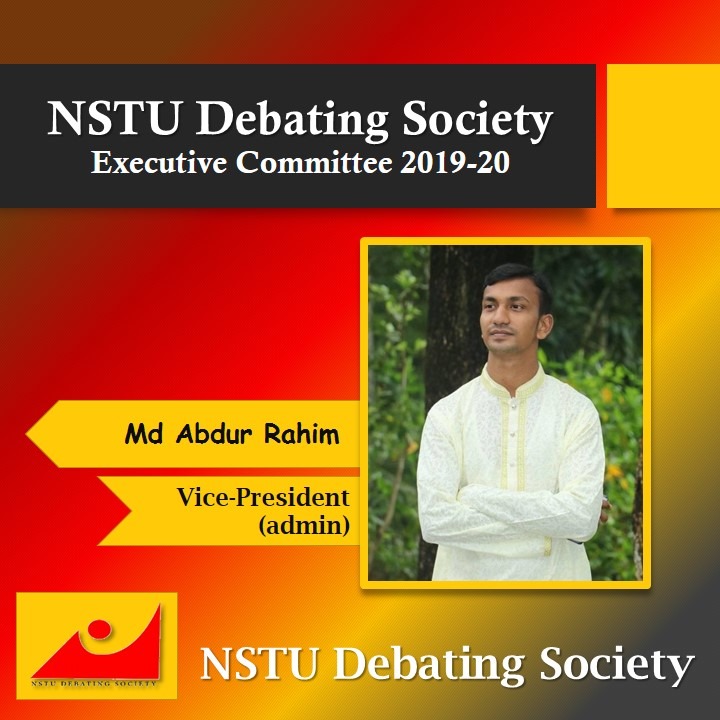 NSTU Debating Society
Executive Committee 2019-20
Md Abdur Rahim
Vice-President
(admin)
NSTU DEBATING SOCIETY
NSTU Debating Society